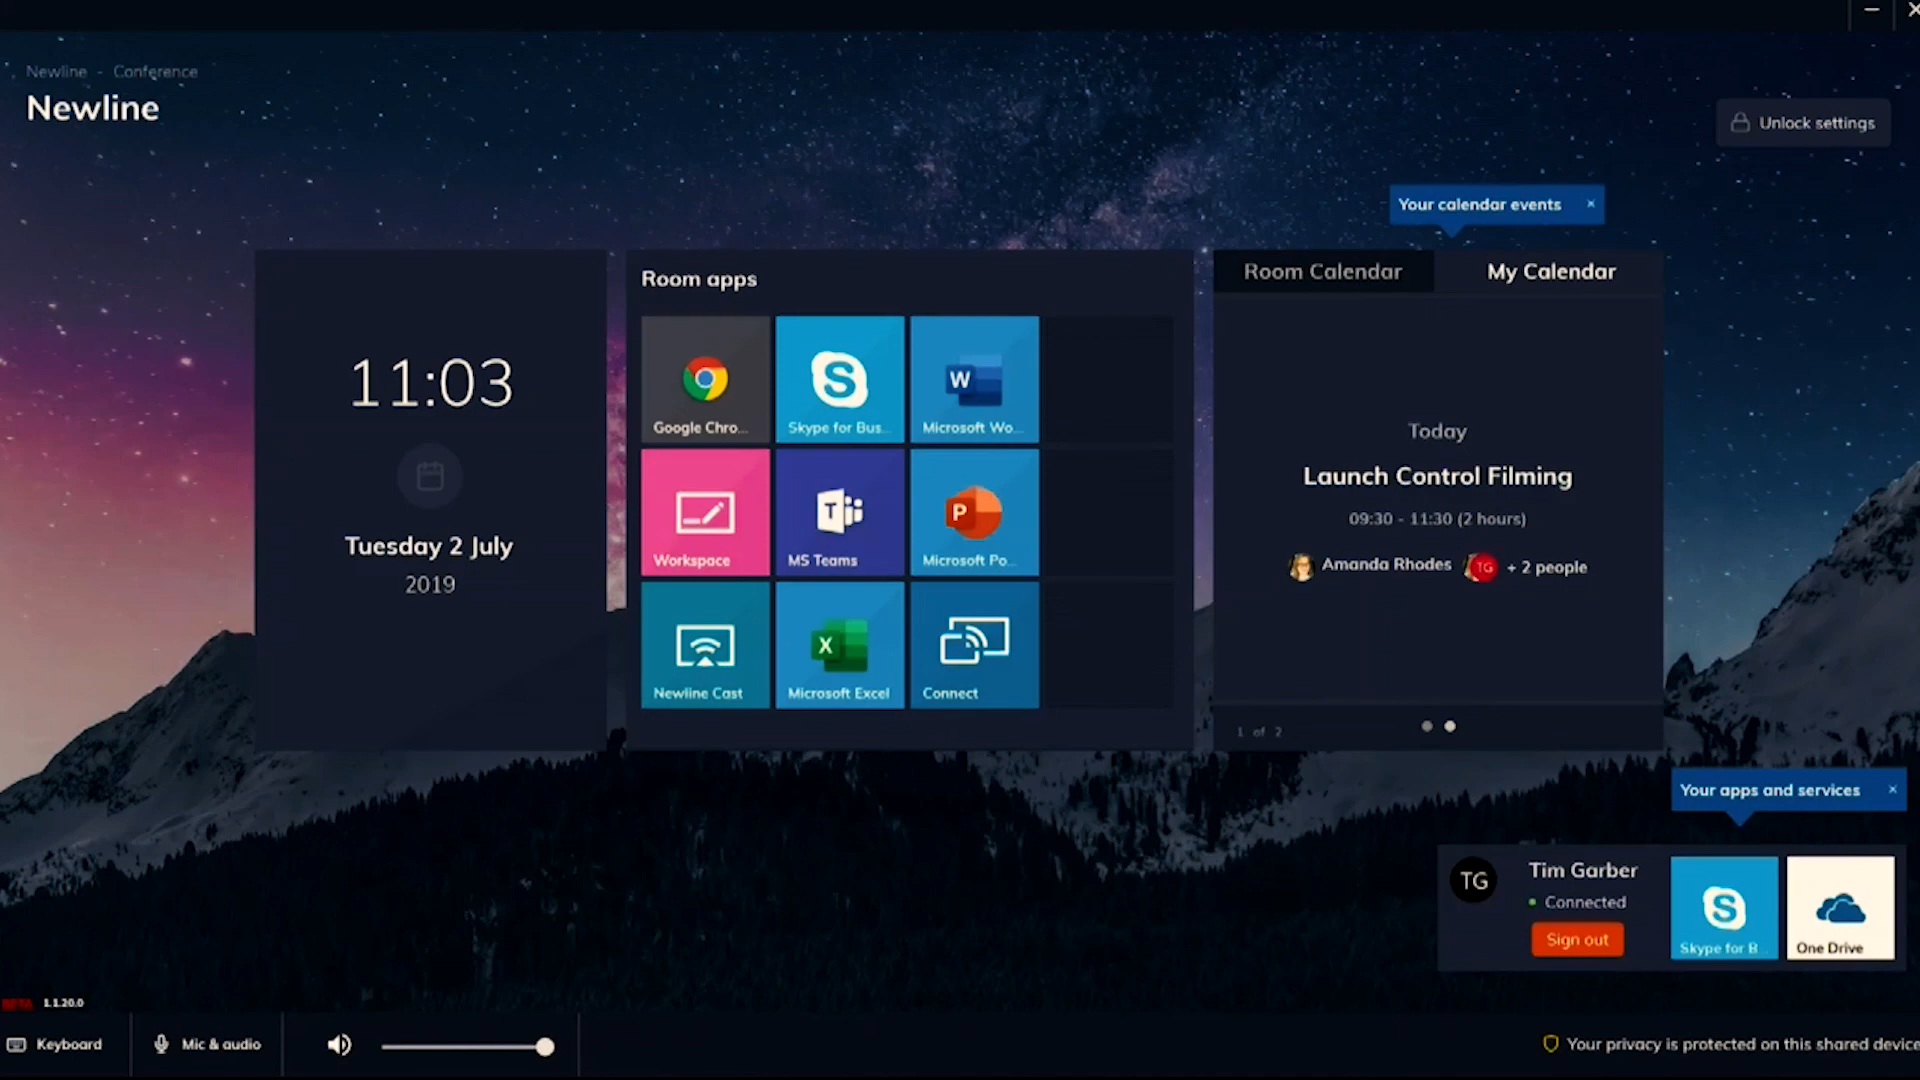 Newline - Conference
Newline
Unlock settings
Your calendar events ×
Room apps
Room Calendar
My Calendar
11:03
Tuesday 2 July
2019
Google Chro...
Skype for Bus...
Microsoft Wo...
Workspace
MS Teams
Microsoft Po...
Newline Cast
Microsoft Excel
Connect
Today
Launch Control Filming
09:30 - 11:30 (2 hours)
Amanda Rhodes TG + 2 people
1 of 2
Your apps and services ×
TG
Tim Garber
Connected
Sign out
Skype for B...
One Drive
BETA 1.1.20.0
Keyboard
Mic & audio
Your privacy is protected on this shared device